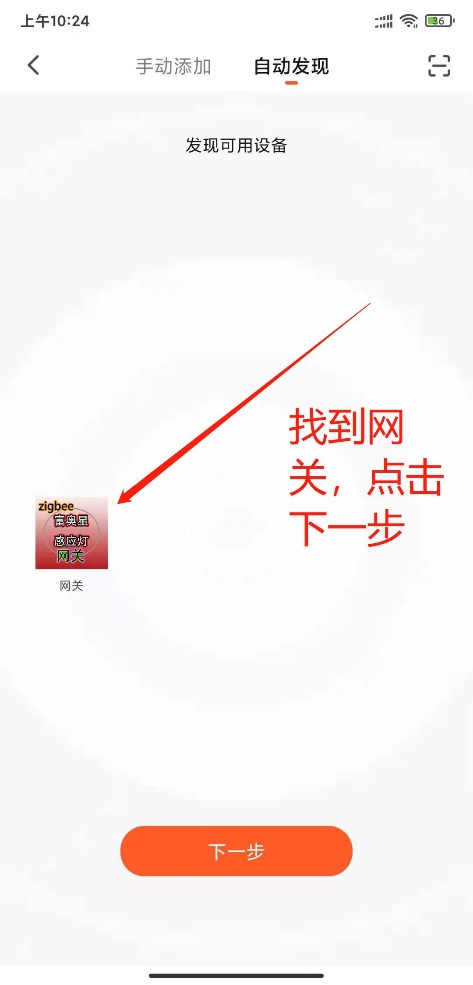 上午10:24
36
手动添加
自动发现
发现可用设备
找到网
关，点击
下一步
zigbee
富奥星
感应灯
网关
网关
下一步